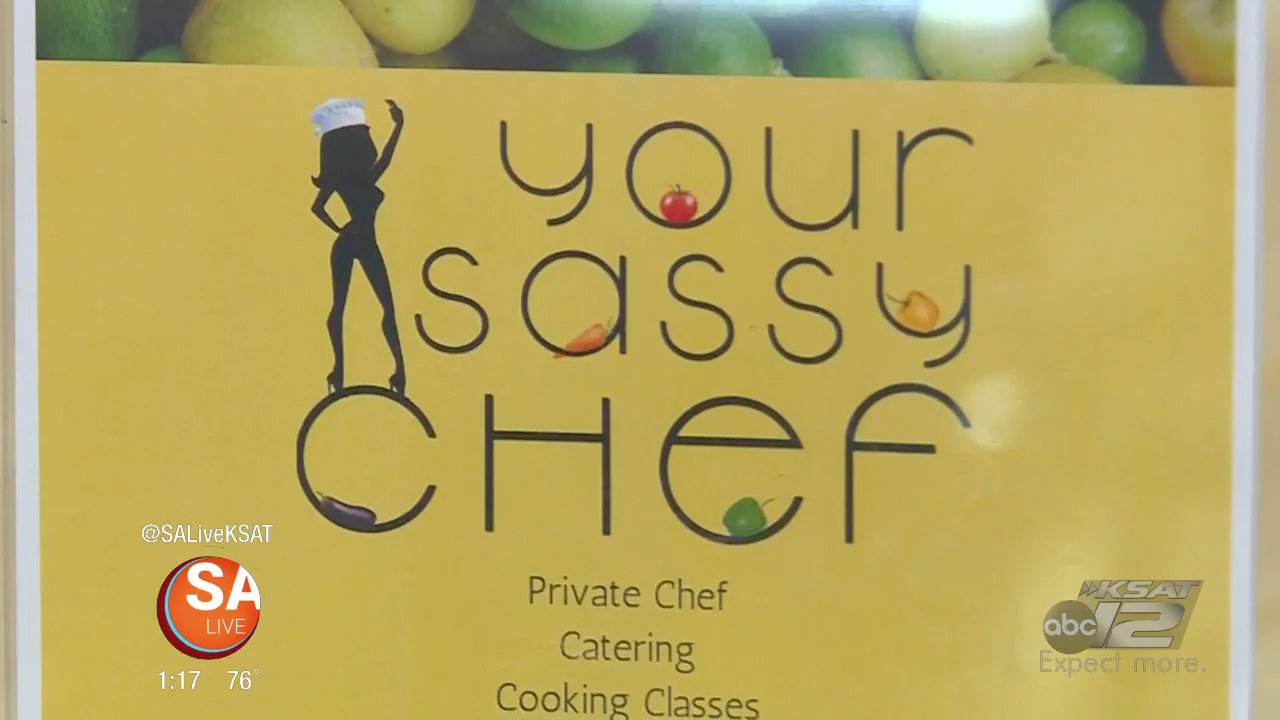 your
sassy
CHeF
Private Chef
Catering
Cooking Classes
@SALiveKSAT
SA
LIVE
1:17 76°
KSAT
abc 12
Expect more.